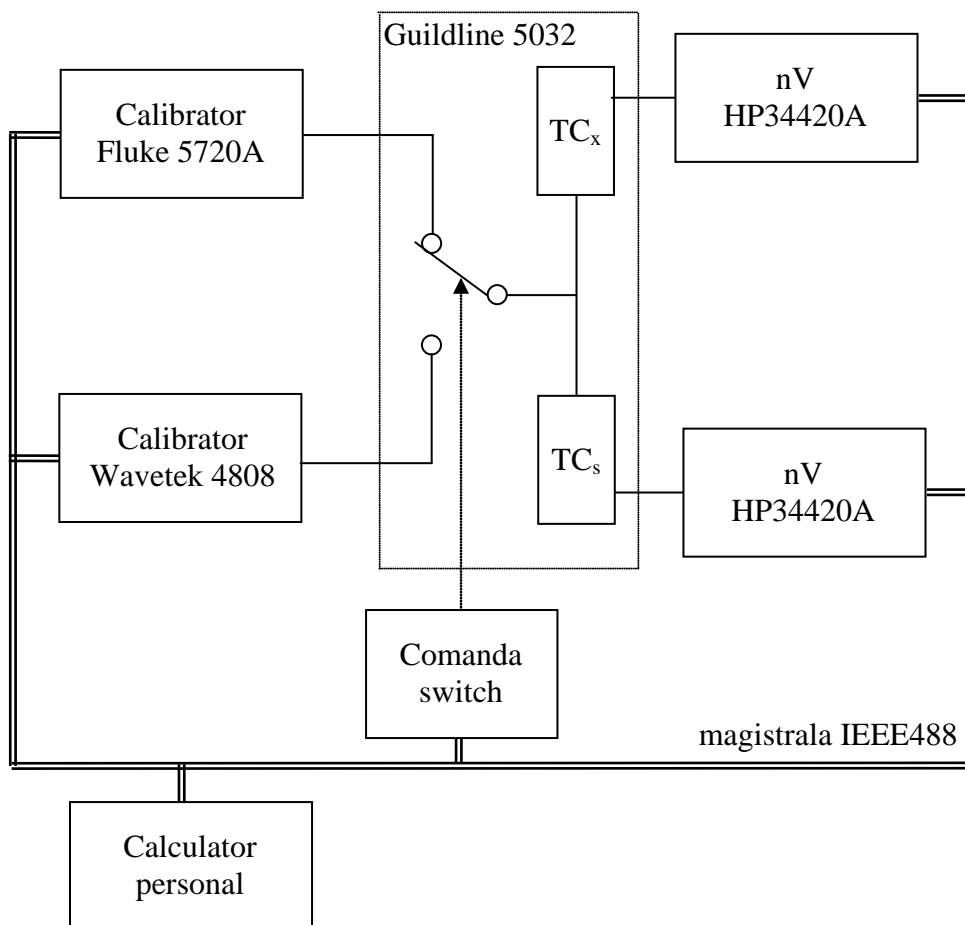 Guildline 5032
Calibrator
Fluke 5720A
TCx
nV
HP34420A
Calibrator
Wavetek 4808
TCs
nV
HP34420A
Comanda
switch
magistrala IEEE488
Calculator
personal